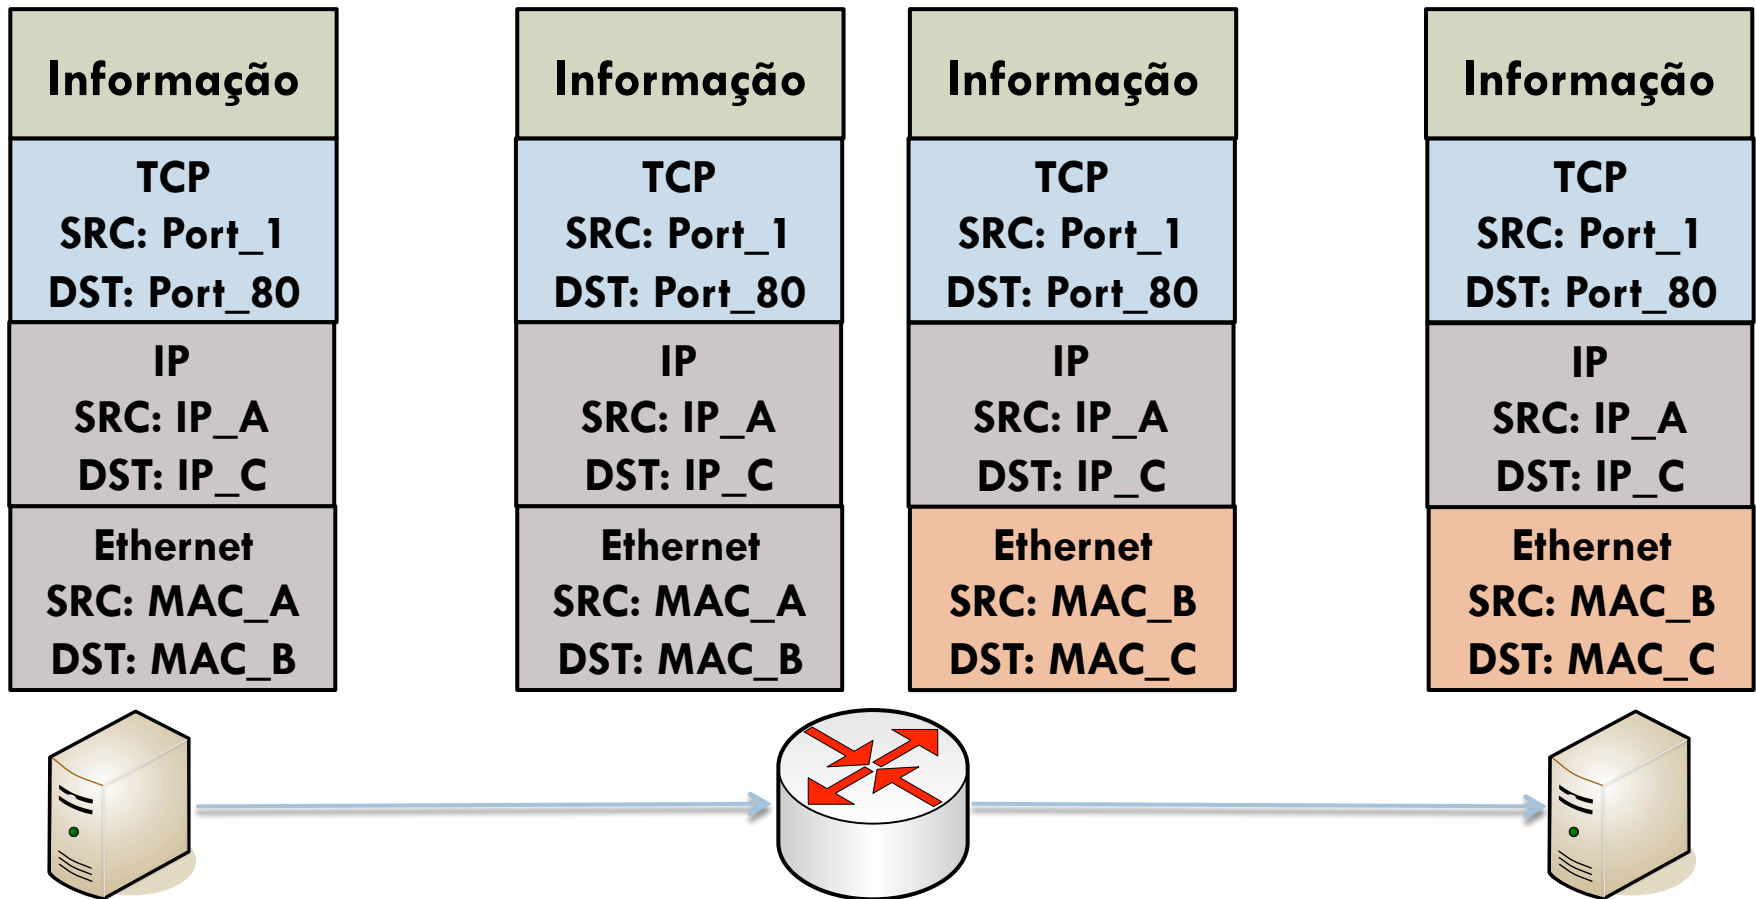 Informação
TCP
SRC: Port_1
DST: Port_80
IP
SRC: IP_A
DST: IP_C
Ethernet
SRC: MAC_A
DST: MAC_B
Informação
TCP
SRC: Port_1
DST: Port_80
IP
SRC: IP_A
DST: IP_C
Ethernet
SRC: MAC_A
DST: MAC_B
Informação
TCP
SRC: Port_1
DST: Port_80
IP
SRC: IP_A
DST: IP_C
Ethernet
SRC: MAC_B
DST: MAC_C
Informação
TCP
SRC: Port_1
DST: Port_80
IP
SRC: IP_A
DST: IP_C
Ethernet
SRC: MAC_B
DST: MAC_C